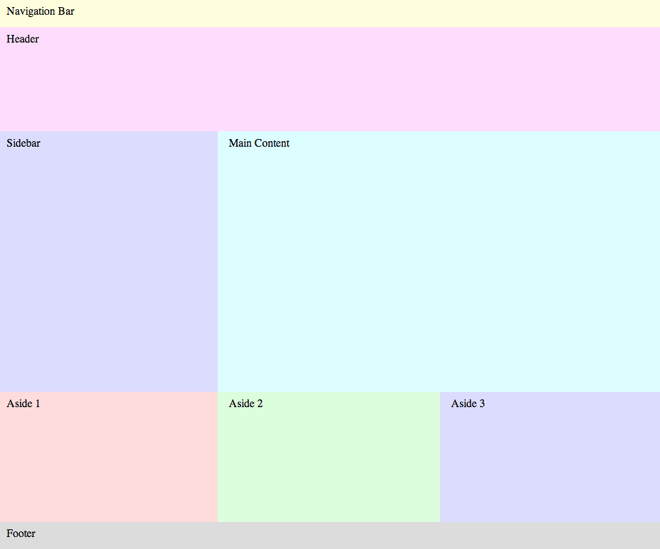 Navigation Bar
Header
Sidebar
Main Content
Aside 1
Aside 2
Aside 3
Footer